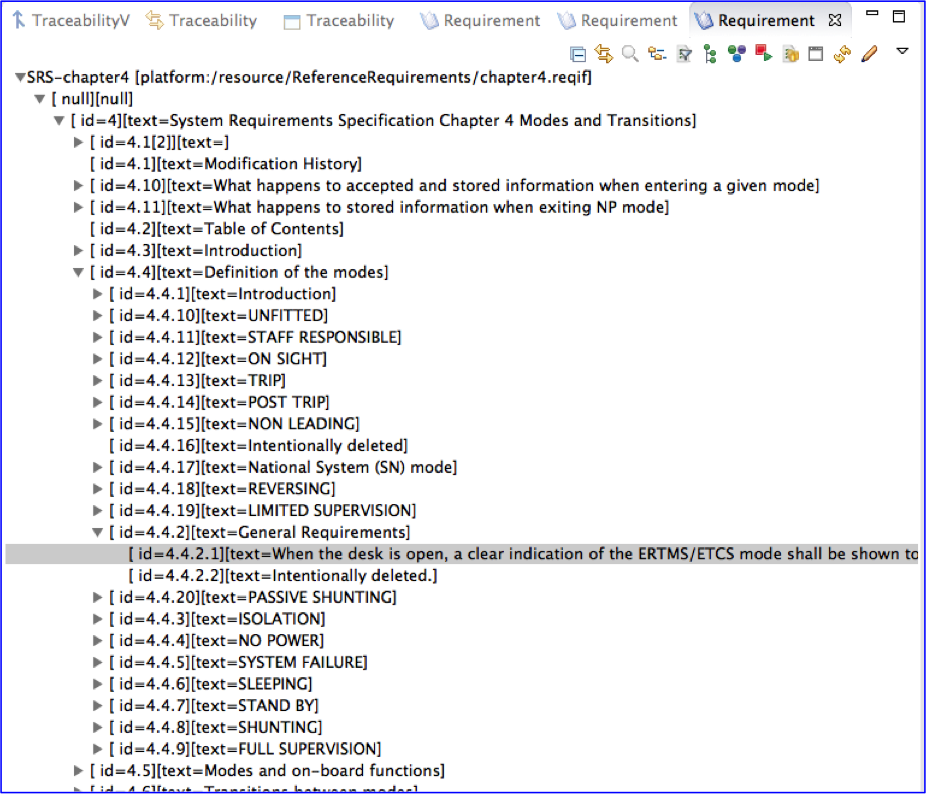 TraceabilityV Traceability Traceability Requirement Requirement Requirement
SRS-chapter4 [platform:/resource/ReferenceRequirements/chapter4.reqif]
[ null][null]
[ id=4][text=System Requirements Specification Chapter 4 Modes and Transitions]
[ id=4.1[2]][text=]
[ id=4.1][text=Modification History]
[ id=4.10][text=What happens to accepted and stored information when entering a given mode]
[ id=4.11][text=What happens to stored information when exiting NP mode]
[ id=4.2][text=Table of Contents]
[ id=4.3][text=Introduction]
[ id=4.4][text=Definition of the modes]
[ id=4.4.1][text=Introduction]
[ id=4.4.10][text=UNFITTED]
[ id=4.4.11][text=STAFF RESPONSIBLE]
[ id=4.4.12][text=ON SIGHT]
[ id=4.4.13][text=TRIP]
[ id=4.4.14][text=POST TRIP]
[ id=4.4.15][text=NON LEADING]
[ id=4.4.16][text=Intentionally deleted]
[ id=4.4.17][text=National System (SN) mode]
[ id=4.4.18][text=REVERSING]
[ id=4.4.19][text=LIMITED SUPERVISION]
[ id=4.4.2][text=General Requirements]
[ id=4.4.2.1][text=When the desk is open, a clear indication of the ERTMS/ETCS mode shall be shown to
[ id=4.4.2.2][text=Intentionally deleted.]
[ id=4.4.20][text=PASSIVE SHUNTING]
[ id=4.4.3][text=ISOLATION]
[ id=4.4.4][text=NO POWER]
[ id=4.4.5][text=SYSTEM FAILURE]
[ id=4.4.6][text=SLEEPING]
[ id=4.4.7][text=STAND BY]
[ id=4.4.8][text=SHUNTING]
[ id=4.4.9][text=FULL SUPERVISION]
[ id=4.5][text=Modes and on-board functions]
[ id=4.6][text=Transitions between modes]